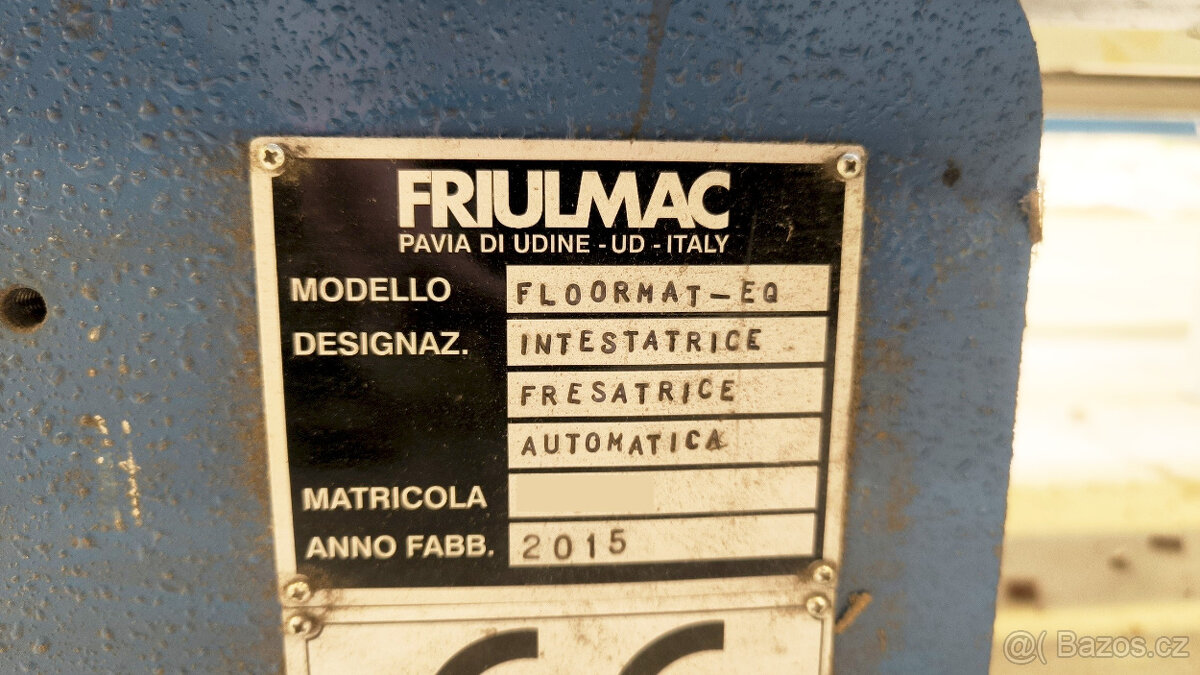 FRIULMAC
PAVIA DI UDINE - UD - ITALY
MODELLO FLOORMAT-EQ
DESIGNAZ. INTESTATRICE
FRESATRICE
AUTOMATICA
MATRICOLA
ANNO FABB. 2015
CE
@( Bazos.cz